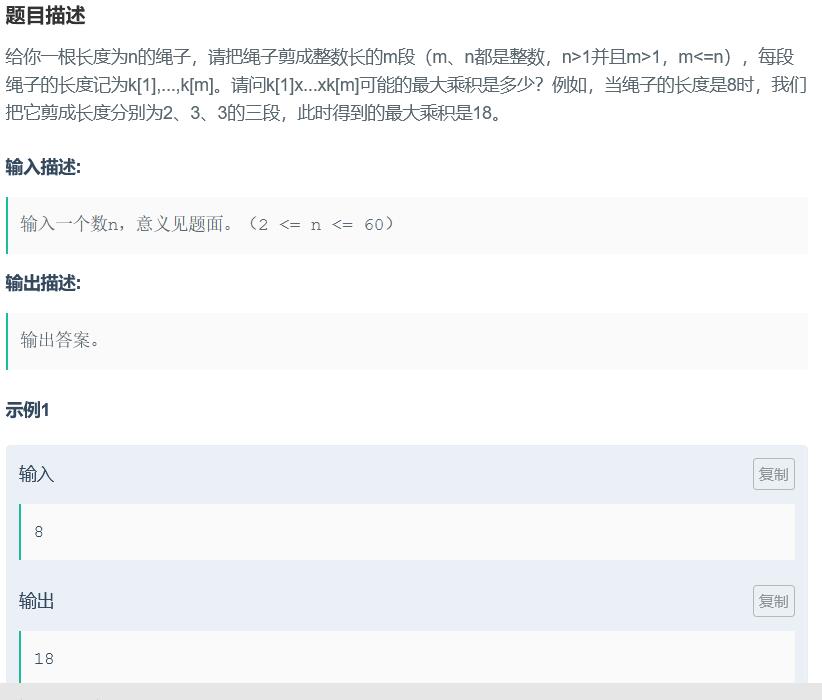 题目描述
给你一根长度为n的绳子，请把绳子剪成整数长的m段（m、n都是整数，n>1并且m>1，m<=n），每段
绳子的长度记为k[1],...,k[m]。请问k[1]x...xk[m]可能的最大乘积是多少？例如，当绳子的长度是8时，我们
把它剪成长度分别为2、3、3的三段，此时得到的最大乘积是18。
输入描述:
输入一个数n，意义见题面。（2 <= n <= 60）
输出描述:
输出答案。
示例1
输入
复制
8
输出
复制
18